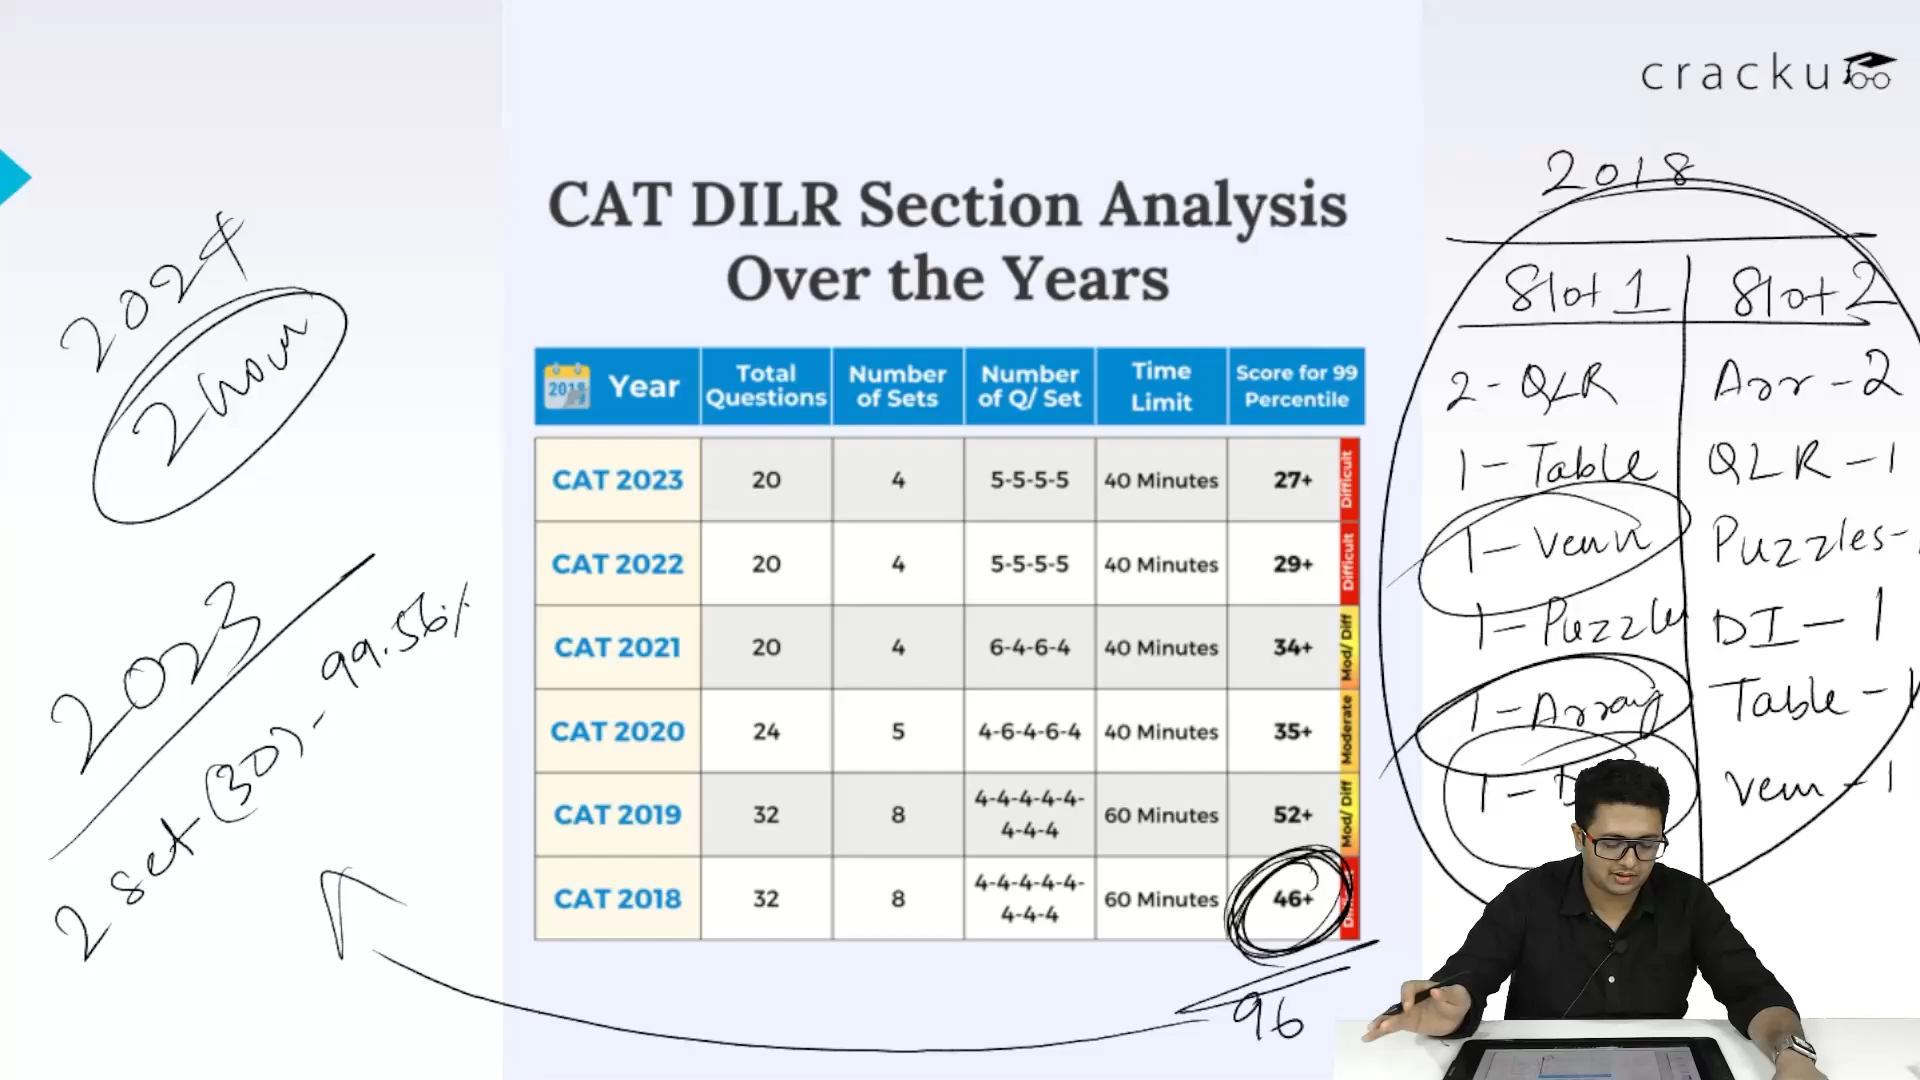 cracku
CAT DILR Section Analysis
Over the Years
2018 Year Total Questions Number of Sets Number of Q/ Set Time Limit Score for 99 Percentile
CAT 2023 20 4 5-5-5-5 40 Minutes 27+ Difficult
CAT 2022 20 4 5-5-5-5 40 Minutes 29+ Difficult
CAT 2021 20 4 6-4-6-4 40 Minutes 34+ Mod/ Diff
CAT 2020 24 5 4-6-4-6-4 40 Minutes 35+ Moderate
CAT 2019 32 8 4-4-4-4-4-4-4-4 60 Minutes 52+ Mod/ Diff
CAT 2018 32 8 4-4-4-4-4-4-4-4 60 Minutes 46+
96
2024
2 hour
2023
2 set (30) - 99.56%
2018
Slot 1 Slot 2
2 - QLR Arr - 2
1 - Table QLR - 1
1 - Venn Puzzles -
1 - Puzzles DI - 1
1 - Array Table - 1
1 - Venn - 1